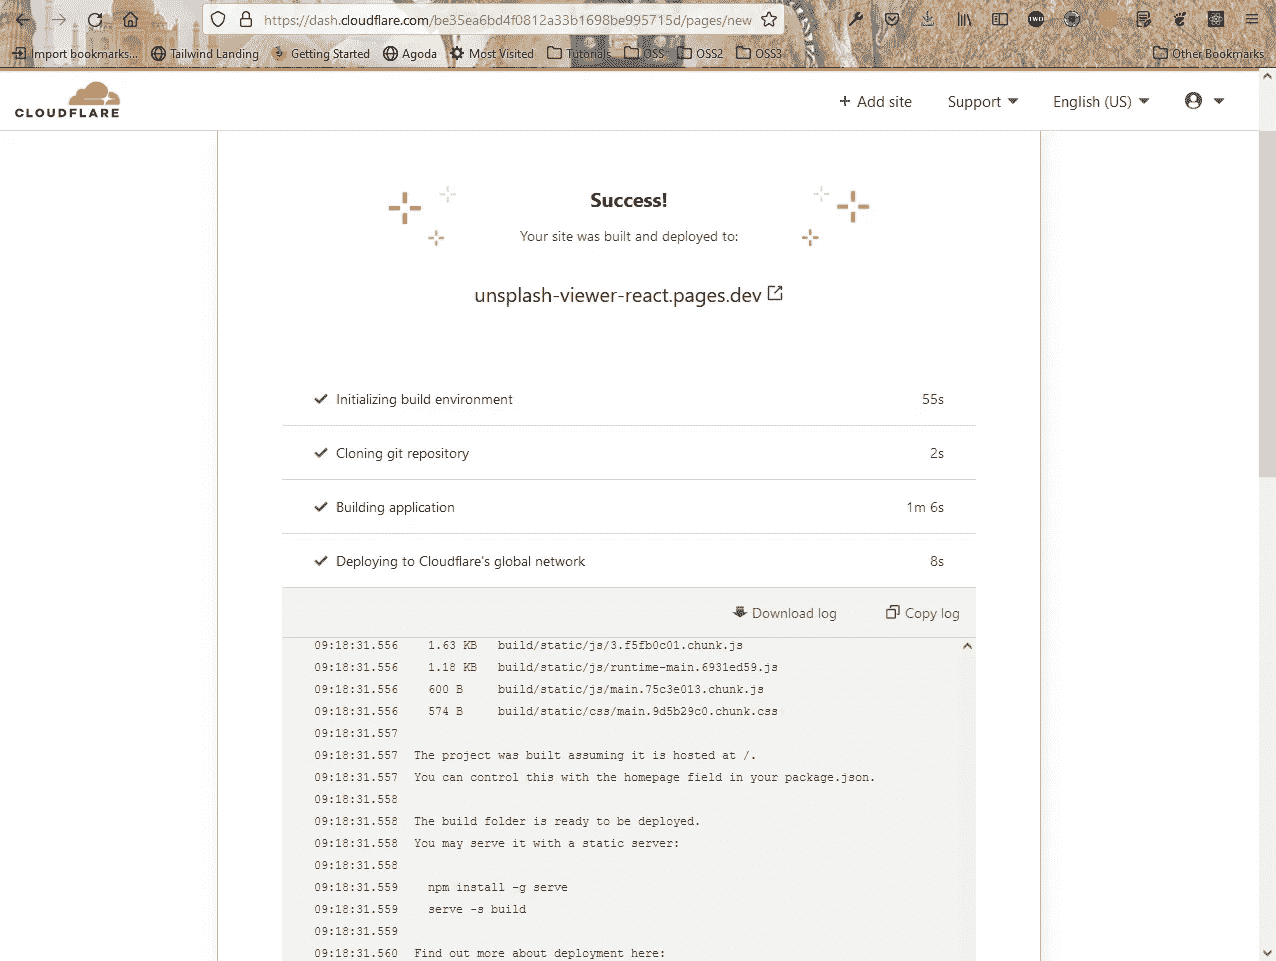 https://dash.cloudflare.com/be35ea6bd4f0812a33b1698be995715d/pages/new
Import bookmarks... Tailwind Landing Getting Started Agoda Most Visited Tutorials OSS OSS2 OSS3 Other Bookmarks
CLOUDFLARE
+ Add site Support English (US)
Success!
Your site was built and deployed to:
unsplash-viewer-react.pages.dev
Initializing build environment 55s
Cloning git repository 2s
Building application 1m 6s
Deploying to Cloudflare's global network 8s
Download log Copy log
09:18:31.556 1.63 KB build/static/js/3.f5fb0c01.chunk.js
09:18:31.556 1.18 KB build/static/js/runtime-main.6931ed59.js
09:18:31.556 600 B build/static/js/main.75c3e013.chunk.js
09:18:31.556 574 B build/static/css/main.9d5b29c0.chunk.css
09:18:31.557
09:18:31.557 The project was built assuming it is hosted at /.
09:18:31.557 You can control this with the homepage field in your package.json.
09:18:31.558
09:18:31.558 The build folder is ready to be deployed.
09:18:31.558 You may serve it with a static server:
09:18:31.558
09:18:31.559 npm install -g serve
09:18:31.559 serve -s build
09:18:31.559
09:18:31.560 Find out more about deployment here: